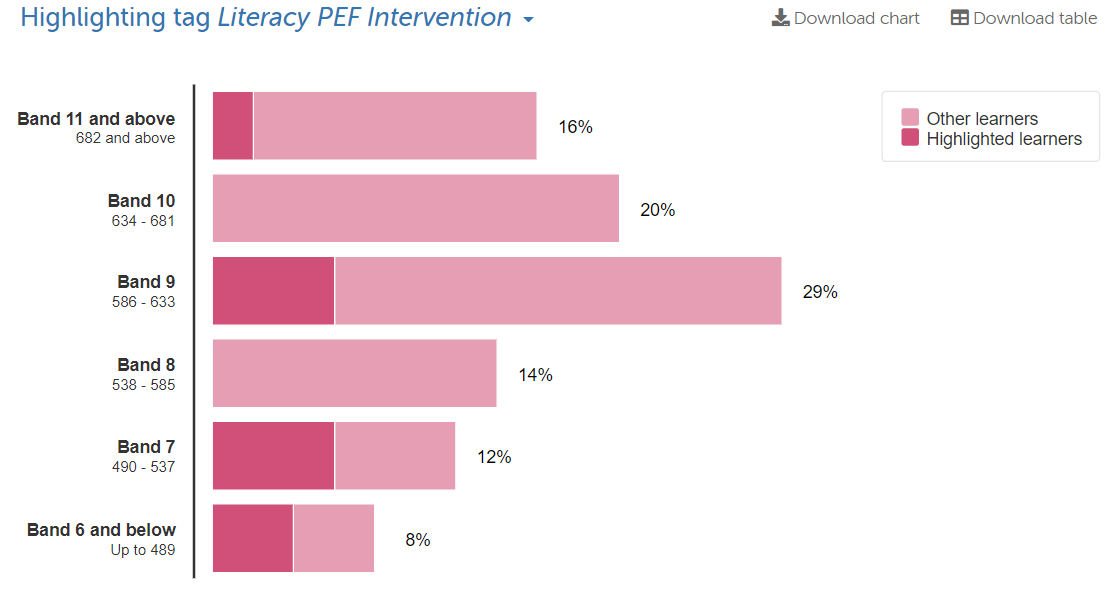 Highlighting tag Literacy PEF Intervention
Download chart
Download table
Other learners
Highlighted learners
Band 11 and above
682 and above
16%
Band 10
634 - 681
20%
Band 9
586 - 633
29%
Band 8
538 - 585
14%
Band 7
490 - 537
12%
Band 6 and below
Up to 489
8%